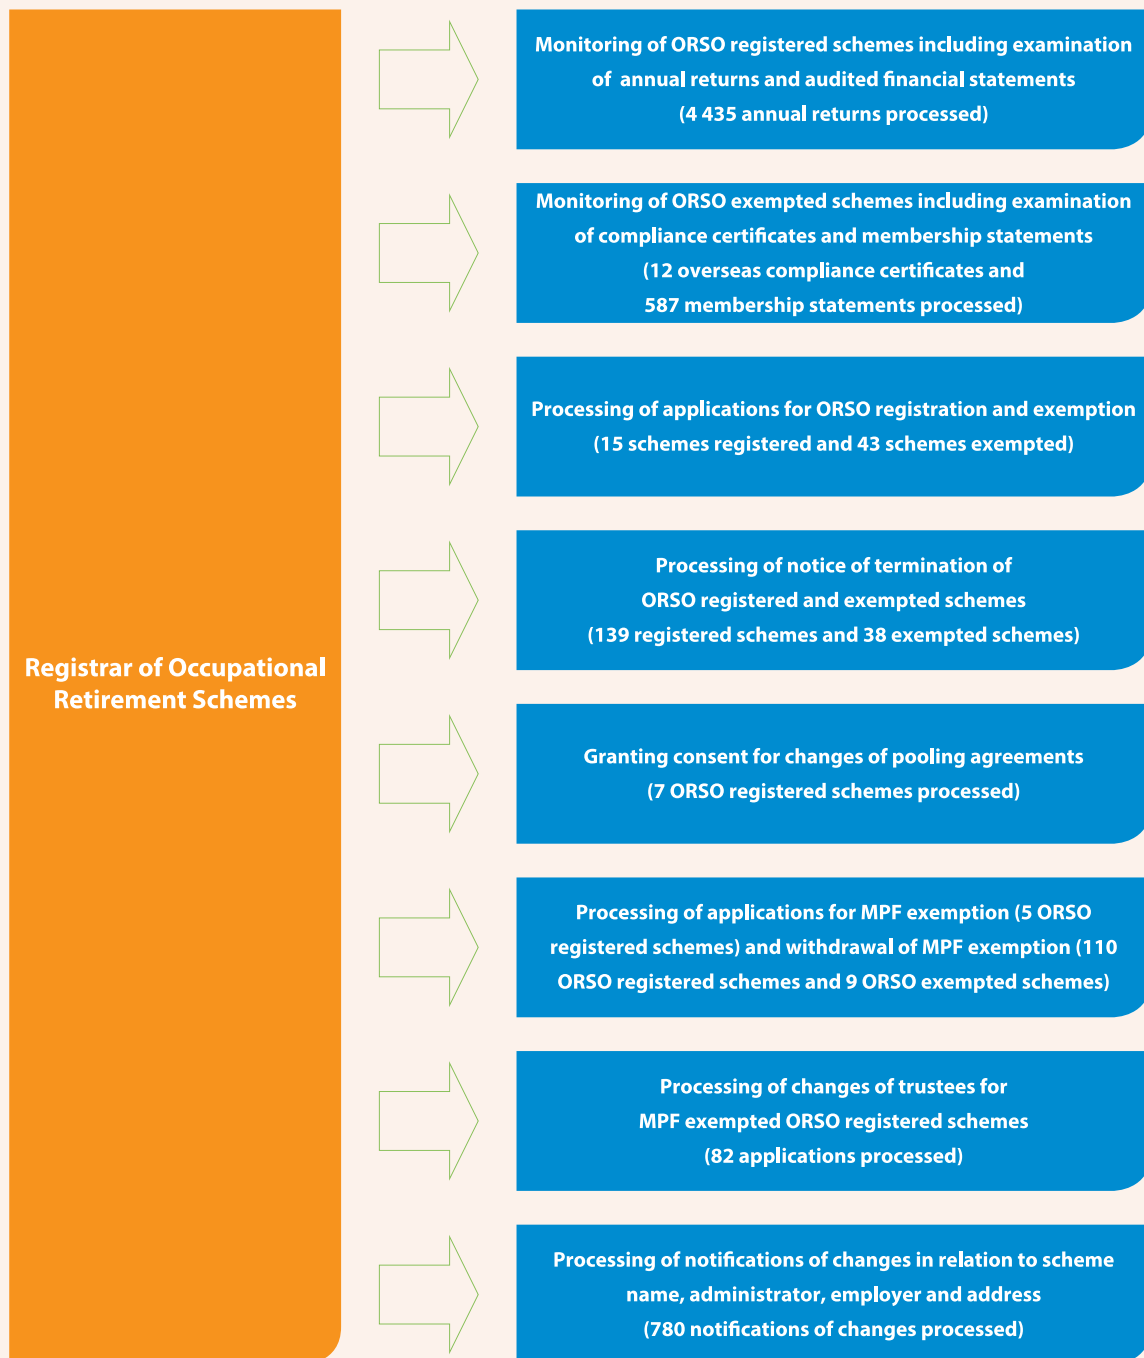 Registrar of Occupational
Retirement Schemes
Monitoring of ORSO registered schemes including examination
of annual returns and audited financial statements
(4 435 annual returns processed)
Monitoring of ORSO exempted schemes including examination
of compliance certificates and membership statements
(12 overseas compliance certificates and
587 membership statements processed)
Processing of applications for ORSO registration and exemption
(15 schemes registered and 43 schemes exempted)
Processing of notice of termination of
ORSO registered and exempted schemes
(139 registered schemes and 38 exempted schemes)
Granting consent for changes of pooling agreements
(7 ORSO registered schemes processed)
Processing of applications for MPF exemption (5 ORSO
registered schemes) and withdrawal of MPF exemption (110
ORSO registered schemes and 9 ORSO exempted schemes)
Processing of changes of trustees for
MPF exempted ORSO registered schemes
(82 applications processed)
Processing of notifications of changes in relation to scheme
name, administrator, employer and address
(780 notifications of changes processed)